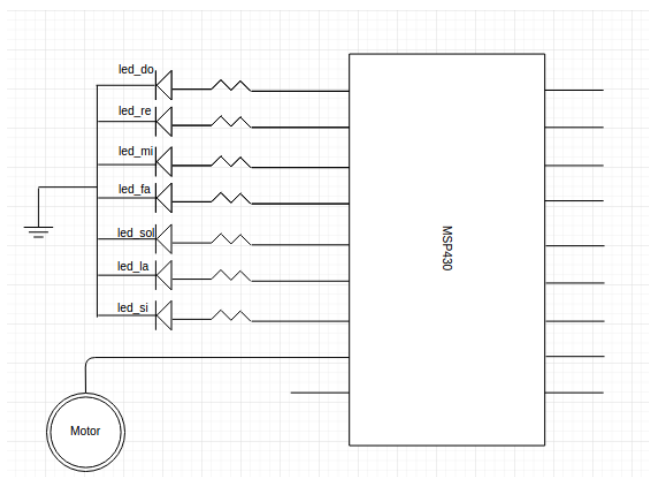 led_do
led_re
led_mi
led_fa
led_sol
led_la
led_si
MSP430
Motor